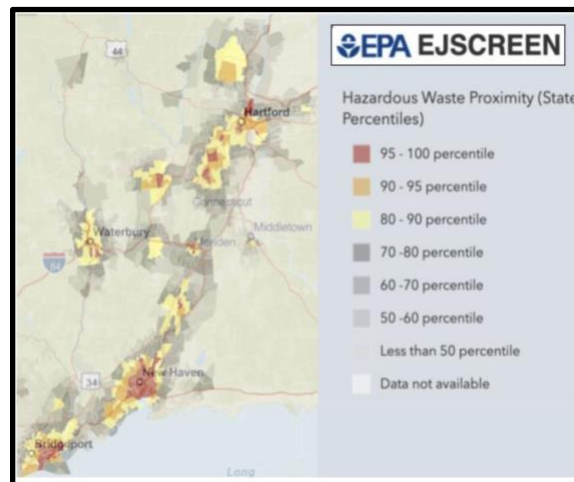 EPA EJSCREEN
Hazardous Waste Proximity (State
Percentiles)
95 - 100 percentile
90 - 95 percentile
80 - 90 percentile
70 -80 percentile
60 -70 percentile
50 -60 percentile
Less than 50 percentile
Data not available
44
Hartford
Connecticut
Waterbury
Middletown
Meriden
84
34
New Haven
Bridgeport
Long